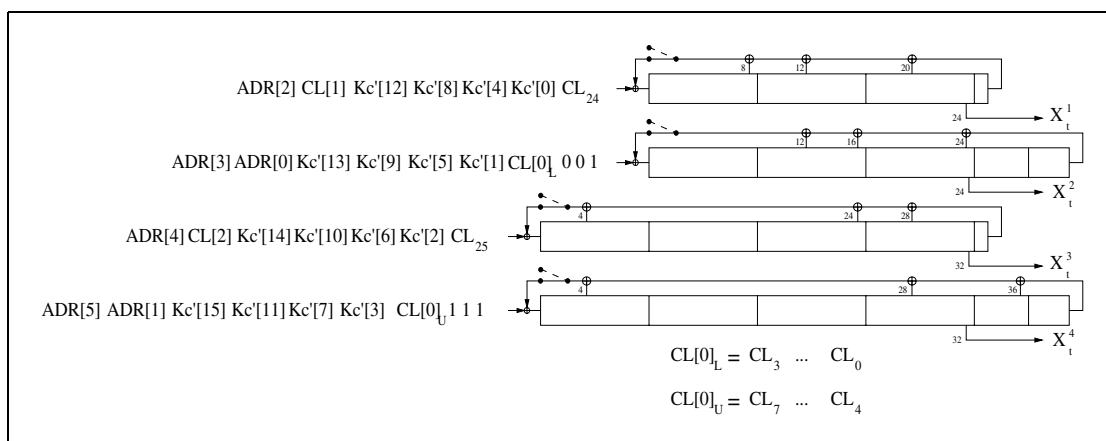 8 12 20
ADR[2] CL[1] Kc'[12] Kc'[8] Kc'[4] Kc'[0] CL24
24 X1t
12 16 24
ADR[3] ADR[0] Kc'[13] Kc'[9] Kc'[5] Kc'[1] CL[0]L 0 0 1
24 X2t
4 24 28
ADR[4] CL[2] Kc'[14] Kc'[10] Kc'[6] Kc'[2] CL25
32 X3t
4 28 36
ADR[5] ADR[1] Kc'[15] Kc'[11] Kc'[7] Kc'[3] CL[0]U 1 1 1
32 X4t
CL[0]L = CL3 ... CL0
CL[0]U = CL7 ... CL4